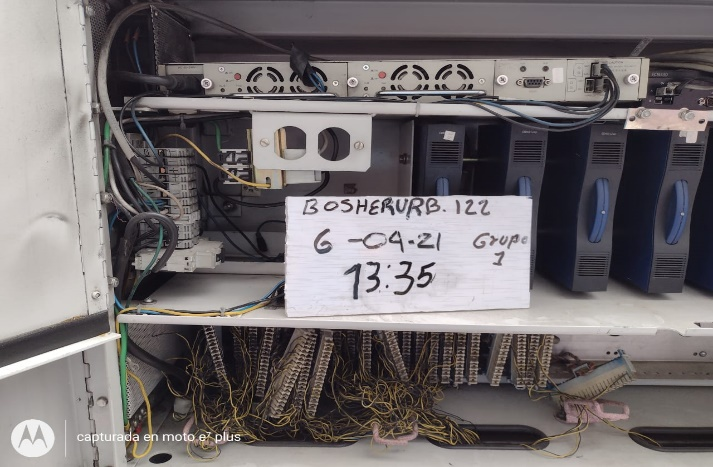 BOSHERURB.122
6-04-21 Grupo
1
13:35
capturada en moto e⁷ plus